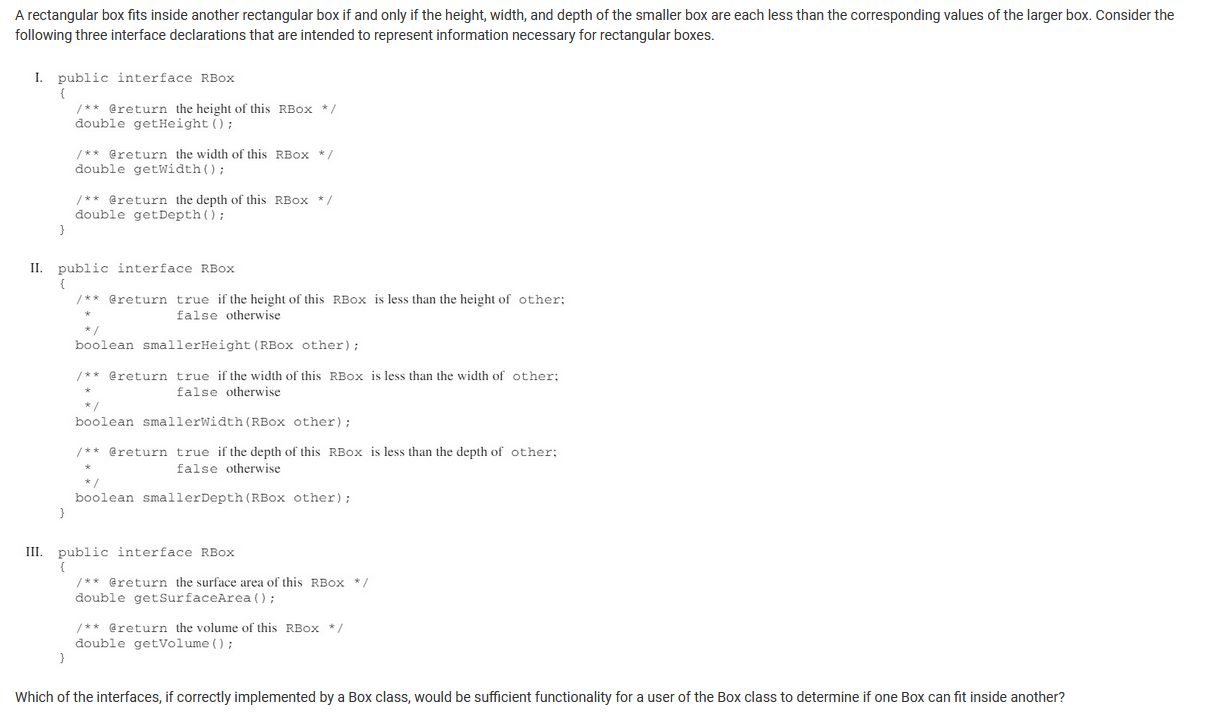 A rectangular box fits inside another rectangular box if and only if the height, width, and depth of the smaller box are each less than the corresponding values of the larger box. Consider the
following three interface declarations that are intended to represent information necessary for rectangular boxes.
I. public interface RBox
{
/** @return the height of this RBox */
double getHeight();
/** @return the width of this RBox */
double getWidth();
/** @return the depth of this RBox */
double getDepth();
}
II. public interface RBox
{
/** @return true if the height of this RBox is less than the height of other;
* false otherwise
*/
boolean smallerHeight(RBox other);
/** @return true if the width of this RBox is less than the width of other;
* false otherwise
*/
boolean smallerWidth(RBox other);
/** @return true if the depth of this RBox is less than the depth of other;
* false otherwise
*/
boolean smallerDepth(RBox other);
}
III. public interface RBox
{
/** @return the surface area of this RBox */
double getSurfaceArea();
/** @return the volume of this RBox */
double getVolume();
}
Which of the interfaces, if correctly implemented by a Box class, would be sufficient functionality for a user of the Box class to determine if one Box can fit inside another?